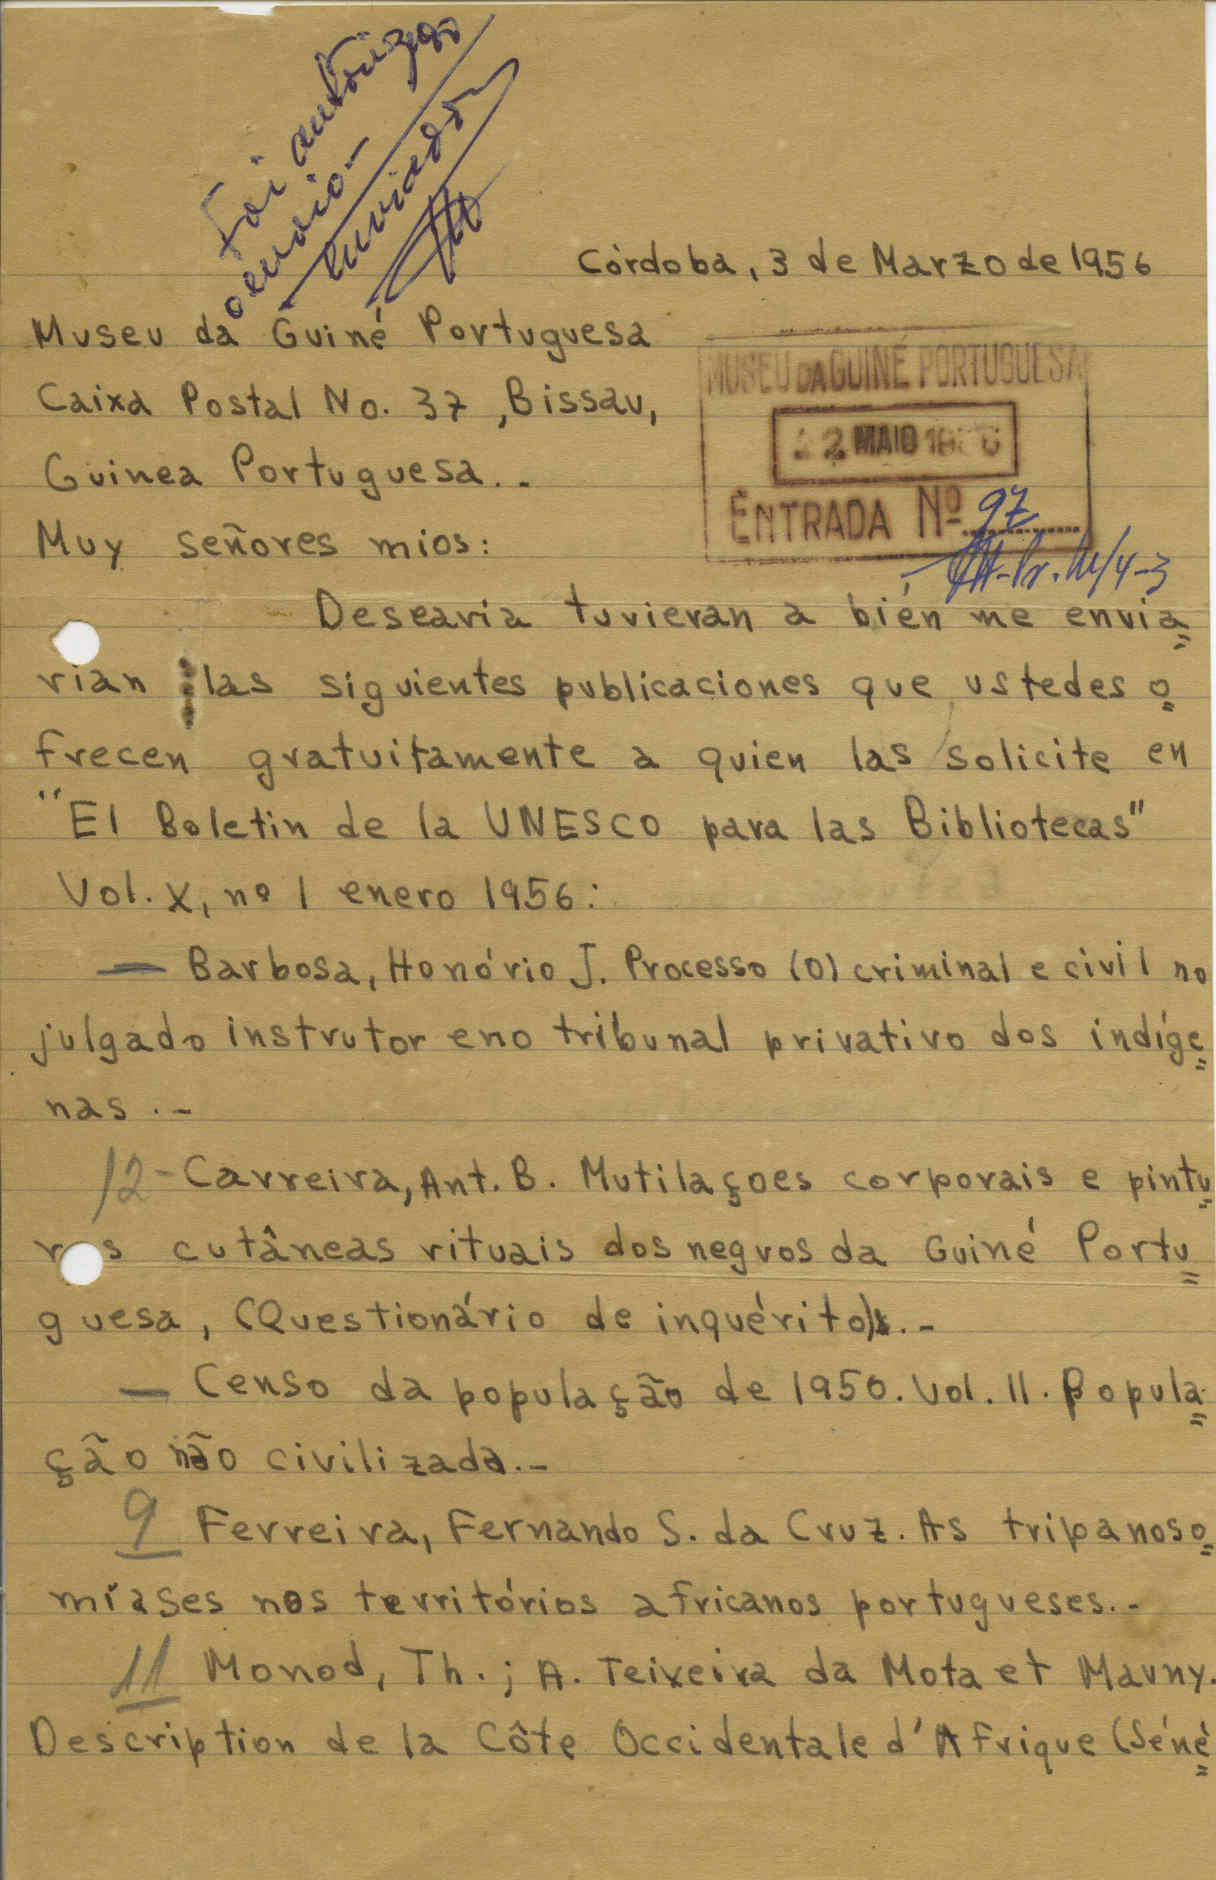 Foi autorizado
o envio -
enviado
Córdoba, 3 de Marzo de 1956
Museu da Guiné Portuguesa
Caixa Postal No. 37, Bissau,
Guinea Portuguesa.-
MUSEU DA GUINÉ PORTUGUESA
22 MAIO 1956
ENTRADA Nº 97
Muy señores mios:
Desearía tuvieran a bién me envia
rian las siguientes publicaciones que ustedes o
frecen gratuitamente a quien las solicite en
"El Boletin de la UNESCO para las Bibliotecas"
Vol. X, nº 1 enero 1956:
— Barbosa, Honório J. Processo (O) criminal e civil no
julgado instrutor eno tribunal privativo dos indíge
nas .-
12 - Carreira, Ant. B. Mutilaçoes corporais e pintu
ras cutâneas rituais dos negros da Guiné Portu
guesa, (Questionário de inquérito).-
— Censo da população de 1950. Vol. II. Popula
ção não civilizada.-
9 Ferreira, Fernando S. da Cruz. As tripanoso
míases nos territórios africanos portugueses.-
11 Monod, Th.; A. Teixeira da Mota et Mauny.
Description de la Côte Occidentale d'Afrique (Séné